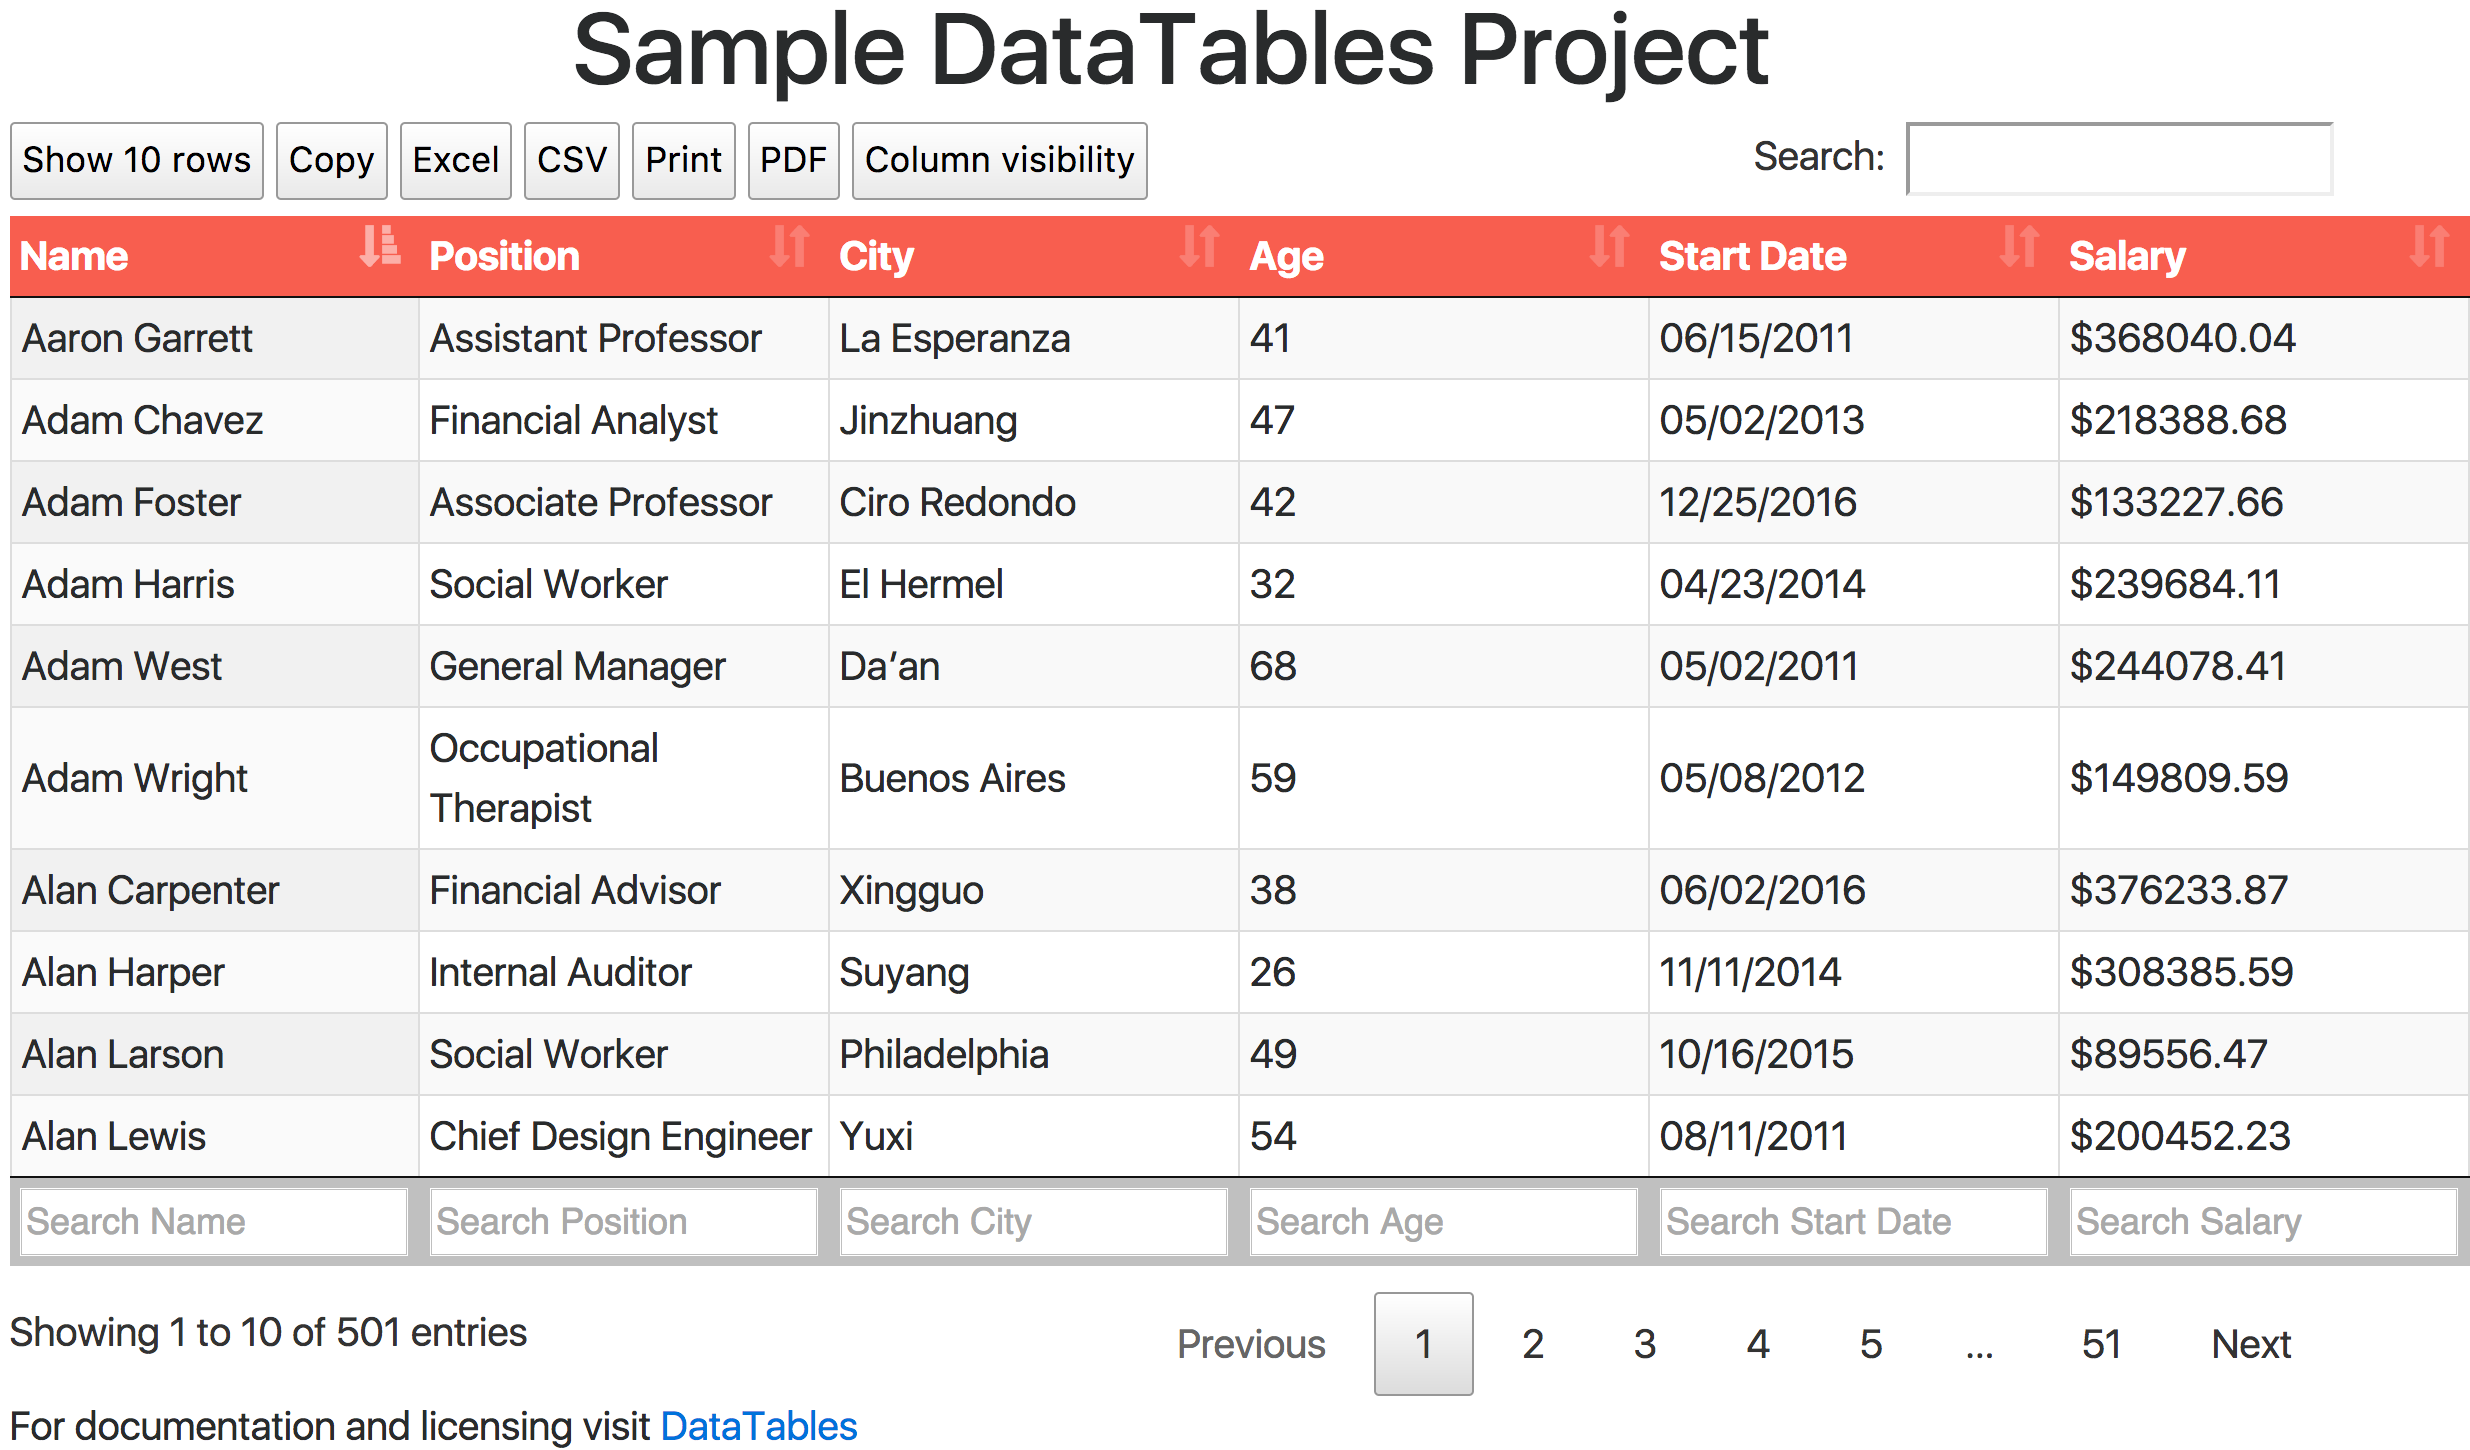 Sample DataTables Project
Show 10 rows Copy Excel CSV Print PDF Column visibility Search:
Name Position City Age Start Date Salary
Aaron Garrett Assistant Professor La Esperanza 41 06/15/2011 $368040.04
Adam Chavez Financial Analyst Jinzhuang 47 05/02/2013 $218388.68
Adam Foster Associate Professor Ciro Redondo 42 12/25/2016 $133227.66
Adam Harris Social Worker El Hermel 32 04/23/2014 $239684.11
Adam West General Manager Da’an 68 05/02/2011 $244078.41
Adam Wright Occupational Therapist Buenos Aires 59 05/08/2012 $149809.59
Alan Carpenter Financial Advisor Xingguo 38 06/02/2016 $376233.87
Alan Harper Internal Auditor Suyang 26 11/11/2014 $308385.59
Alan Larson Social Worker Philadelphia 49 10/16/2015 $89556.47
Alan Lewis Chief Design Engineer Yuxi 54 08/11/2011 $200452.23
Search Name Search Position Search City Search Age Search Start Date Search Salary
Showing 1 to 10 of 501 entries Previous 1 2 3 4 5 ... 51 Next
For documentation and licensing visit DataTables